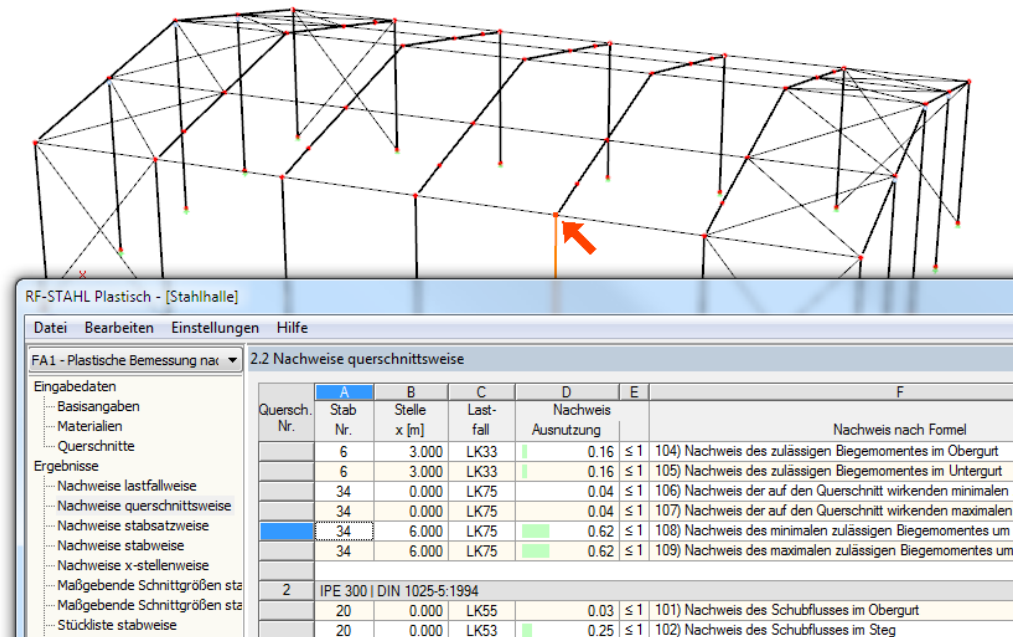 x
RF-STAHL Plastisch - [Stahlhalle]
Datei Bearbeiten Einstellungen Hilfe
FA1 - Plastische Bemessung nac
2.2 Nachweise querschnittsweise
Eingabedaten
Basisangaben
Materialien
Querschnitte
Ergebnisse
Nachweise lastfallweise
Nachweise querschnittsweise
Nachweise stabsatzweise
Nachweise stabweise
Nachweise x-stellenweise
Maßgebende Schnittgrößen sta
Maßgebende Schnittgrößen sta
Stückliste stabweise
A B C D E F
Quersch. Stab Stelle Last- Nachweis
Nr. Nr. x [m] fall Ausnutzung Nachweis nach Formel
6 3.000 LK33 0.16 ≤ 1 104) Nachweis des zulässigen Biegemomentes im Obergurt
6 3.000 LK33 0.16 ≤ 1 105) Nachweis des zulässigen Biegemomentes im Untergurt
34 0.000 LK75 0.04 ≤ 1 106) Nachweis der auf den Querschnitt wirkenden minimalen
34 0.000 LK75 0.04 ≤ 1 107) Nachweis der auf den Querschnitt wirkenden maximalen
34 6.000 LK75 0.62 ≤ 1 108) Nachweis des minimalen zulässigen Biegemomentes um
34 6.000 LK75 0.62 ≤ 1 109) Nachweis des maximalen zulässigen Biegemomentes um
2 IPE 300 | DIN 1025-5:1994
20 0.000 LK55 0.03 ≤ 1 101) Nachweis des Schubflusses im Obergurt
20 0.000 LK53 0.25 ≤ 1 102) Nachweis des Schubflusses im Steg